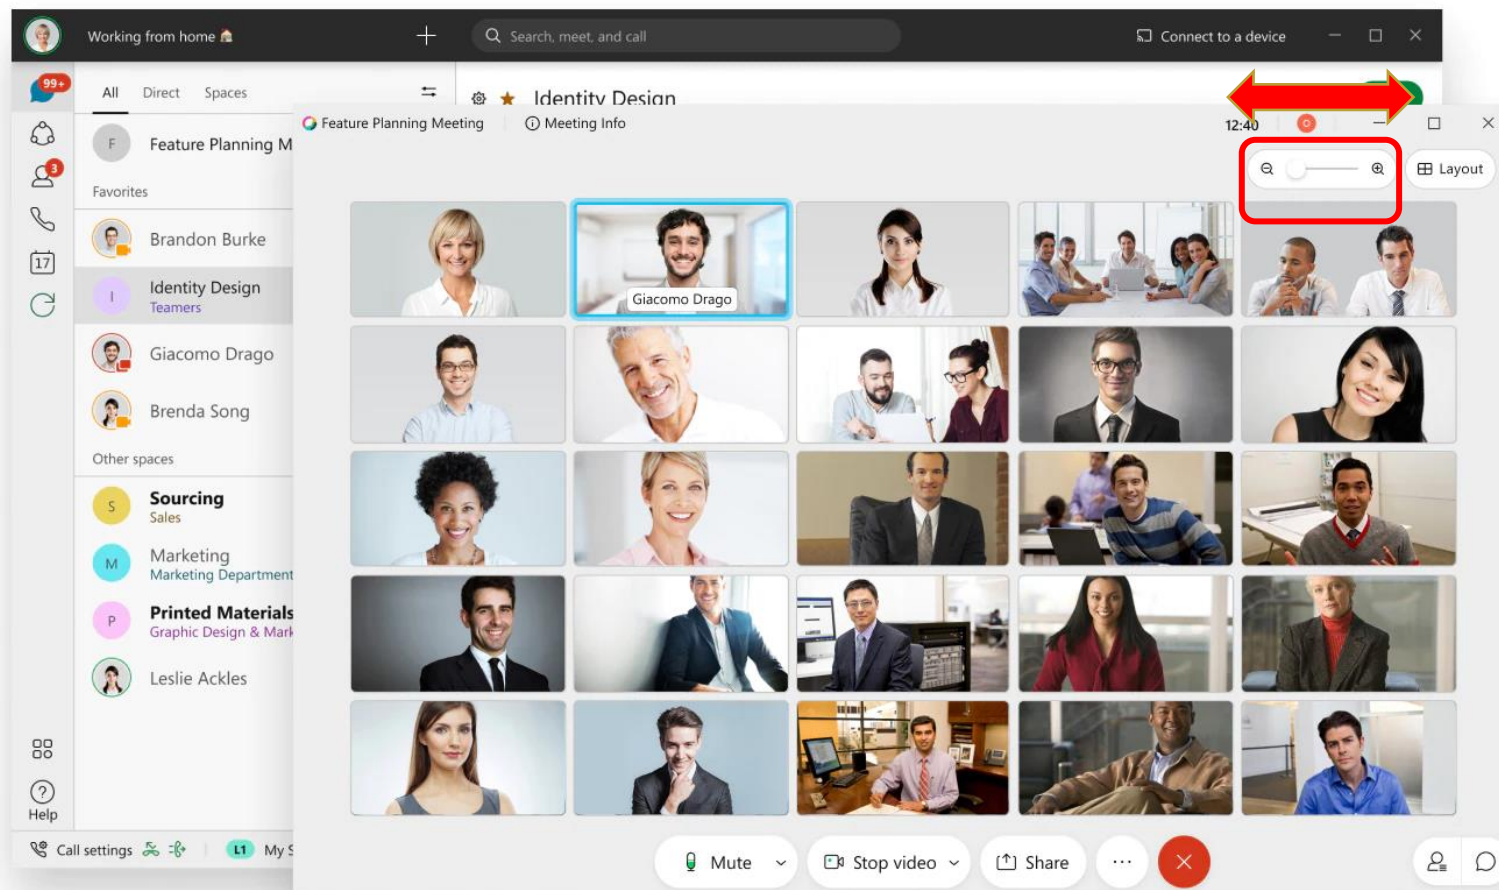 Working from home
Search, meet, and call
Connect to a device
99+
All
Direct
Spaces
Identity Design
3
17
Help
F
Feature Planning M
Favorites
Brandon Burke
I
Identity Design
Teamers
Giacomo Drago
Brenda Song
Other spaces
S
Sourcing
Sales
M
Marketing
Marketing Department
P
Printed Materials
Graphic Design & Mark
Leslie Ackles
Call settings
L1
My S
Feature Planning Meeting
Meeting Info
12:40
Layout
Giacomo Drago
Mute
Stop video
Share